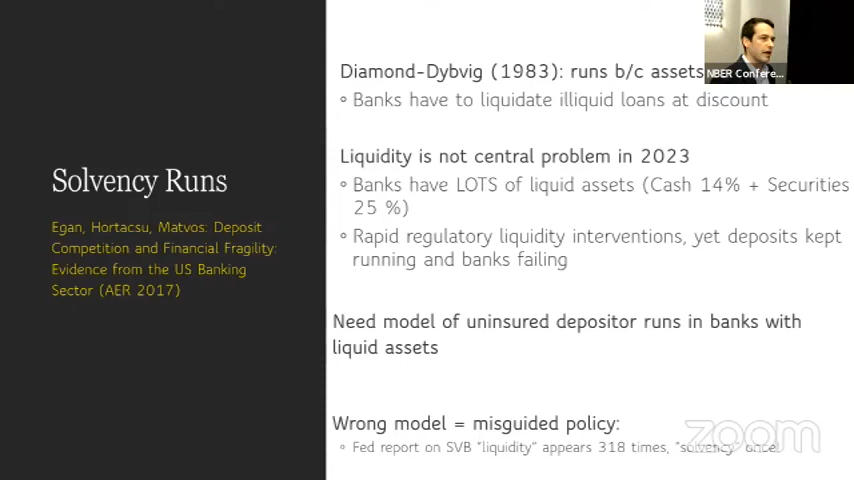 Solvency Runs
Egan, Hortacsu, Matvos: Deposit
Competition and Financial Fragility:
Evidence from the US Banking
Sector (AER 2017)
Diamond-Dybvig (1983): runs b/c assets
◦ Banks have to liquidate illiquid loans at discount
Liquidity is not central problem in 2023
◦ Banks have LOTS of liquid assets (Cash 14% + Securities
25 %)
◦ Rapid regulatory liquidity interventions, yet deposits kept
running and banks failing
Need model of uninsured depositor runs in banks with
liquid assets
Wrong model = misguided policy:
◦ Fed report on SVB "liquidity" appears 318 times, "solvency" once!
NBER Confere...
zoom